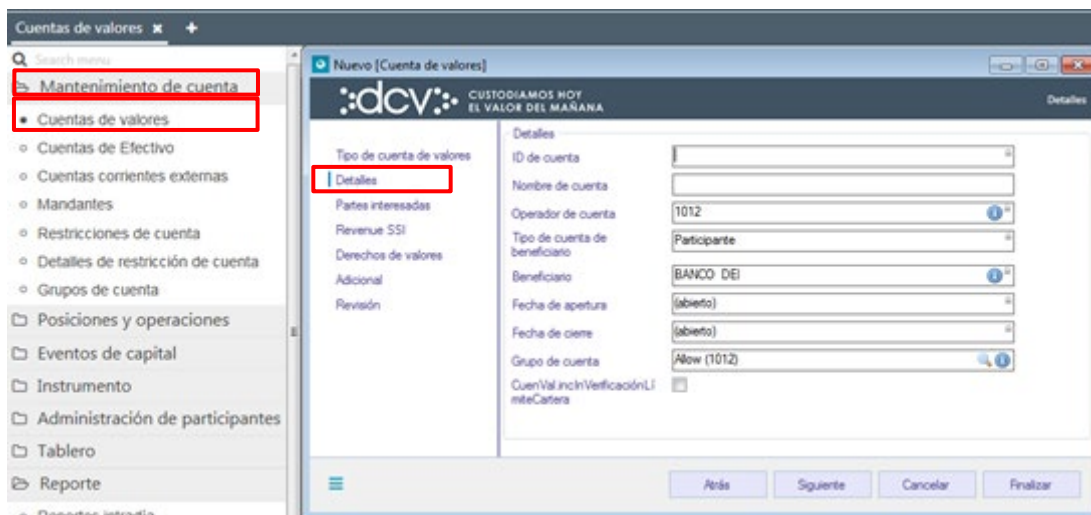 Cuentas de valores × +
Search menu
Mantenimiento de cuenta
Cuentas de valores
Cuentas de Efectivo
Cuentas corrientes externas
Mandantes
Restricciones de cuenta
Detalles de restricción de cuenta
Grupos de cuenta
Posiciones y operaciones
Eventos de capital
Instrumento
Administración de participantes
Tablero
Reporte
Reportes intradía
Nuevo [Cuenta de valores]
dcv CUSTODIAMOS HOY
EL VALOR DEL MAÑANA
Detalles
Tipo de cuenta de valores
Detalles
Partes interesadas
Revenue SSI
Derechos de valores
Adicional
Revisión
Detalles
ID de cuenta
Nombre de cuenta
Operador de cuenta 1012
Tipo de cuenta de
beneficiario Participante
Beneficiario BANCO DEI
Fecha de apertura (abierto)
Fecha de cierre (abierto)
Grupo de cuenta Allow (1012)
CuenVal.incInVerificaciónLí
miteCartera
Atrás Siguiente Cancelar Finalizar